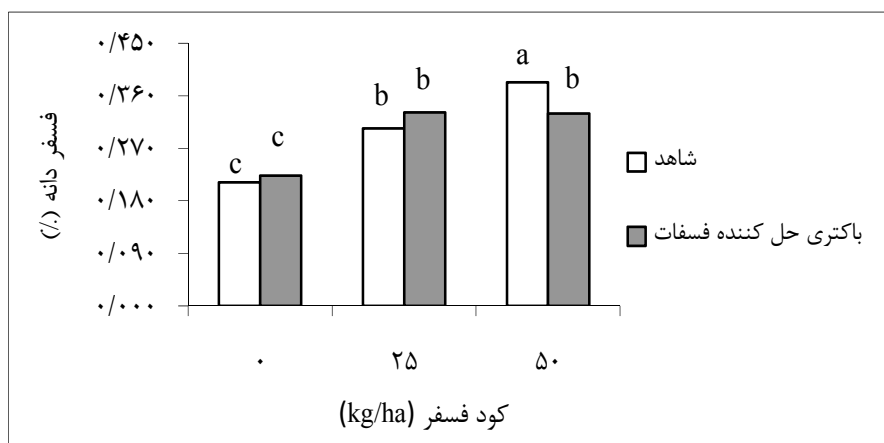 ۰/۴۵۰
۰/۳۶۰
۰/۲۷۰
۰/۱۸۰
۰/۰۹۰
۰/۰۰۰
فسفر دانه (٪)
c c
b b
a b
۰ ۲۵ ۵۰
کود فسفر (kg/ha)
شاهد
باکتری حل کننده فسفات